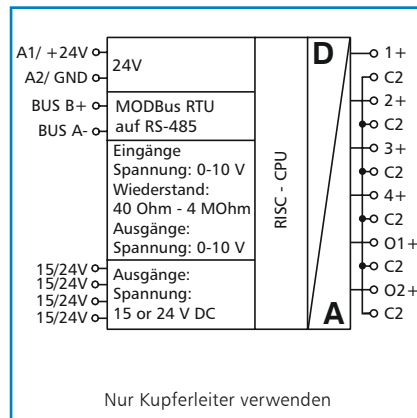 A1/ +24V
A2/ GND
BUS B+
BUS A-
15/24V
15/24V
15/24V
15/24V
24V
MODBus RTU
auf RS-485
Eingänge
Spannung: 0-10 V
Wiederstand:
40 Ohm - 4 MOhm
Ausgänge:
Spannung: 0-10 V
Ausgänge:
Spannung:
15 or 24 V DC
RISC - CPU
D
A
1+
C2
2+
C2
3+
C2
4+
C2
O1+
C2
O2+
C2
Nur Kupferleiter verwenden